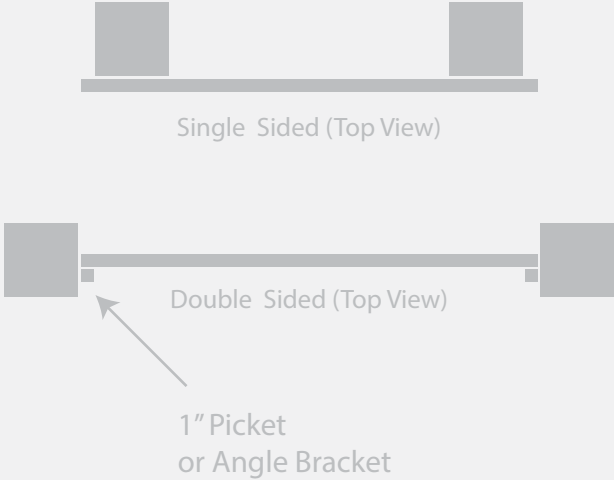 Single Sided (Top View)
Double Sided (Top View)
1" Picket
or Angle Bracket